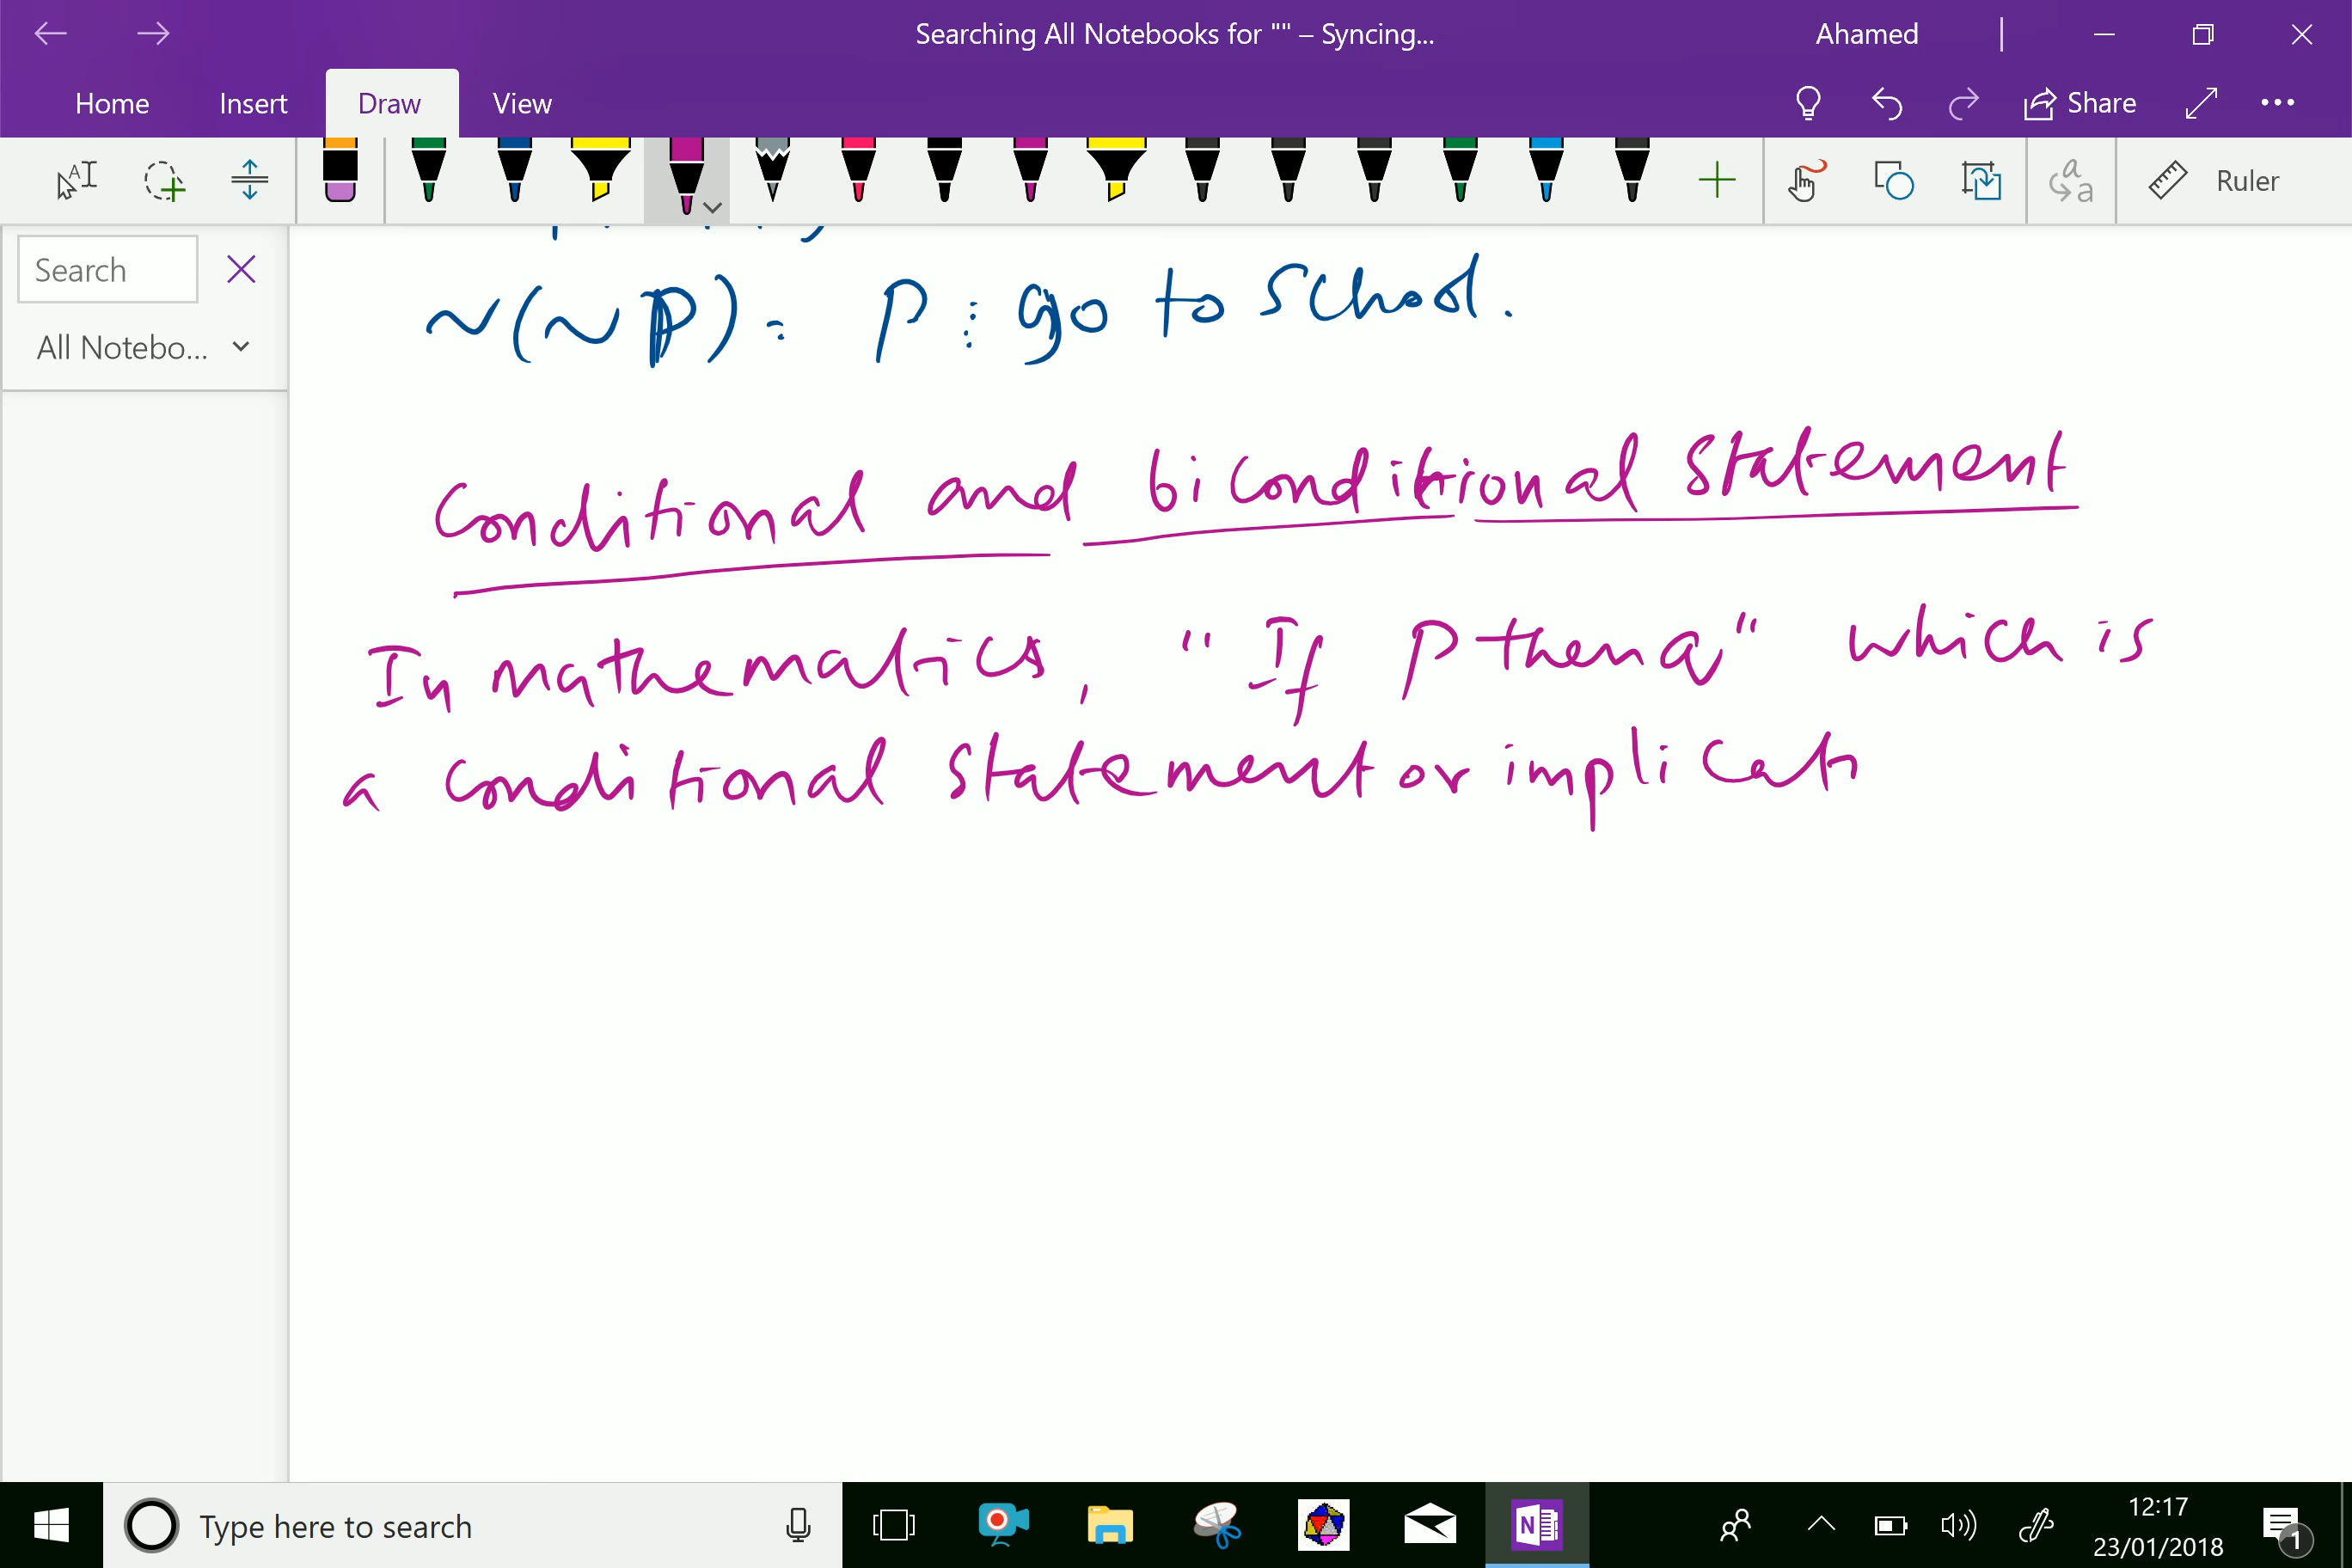 Searching All Notebooks for "" – Syncing...
Ahamed
Home Insert Draw View
Share
Ruler
Search
All Notebo...
~(~p) = P : go to School.
Conditional and biconditional statement
In mathematics, "If P then q" which is
a conditional statement or implicati
Type here to search
12:17
23/01/2018
1